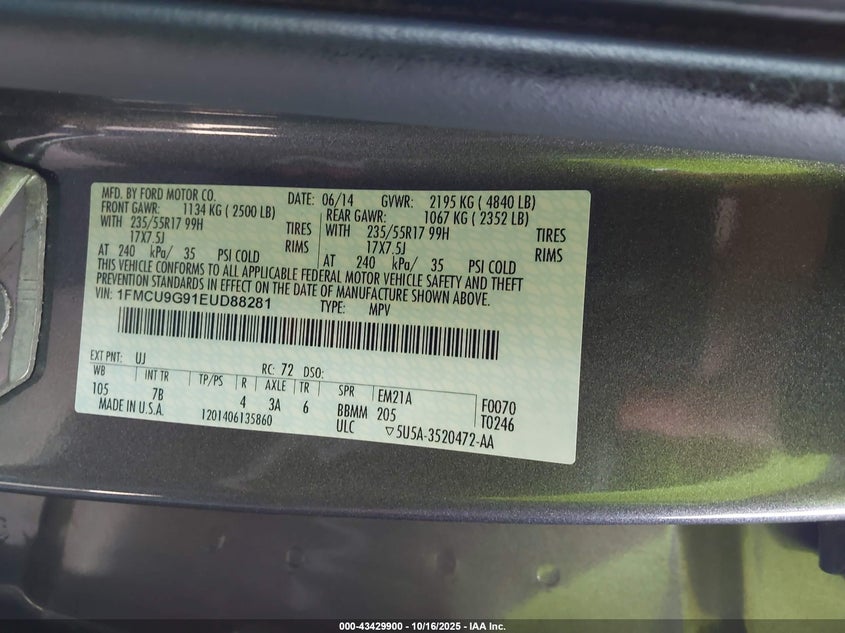 MFD. BY FORD MOTOR CO. DATE: 06/14 GVWR: 2195 KG ( 4840 LB)
FRONT GAWR: 1134 KG ( 2500 LB) REAR GAWR: 1067 KG ( 2352 LB)
WITH 235/55R17 99H TIRES WITH 235/55R17 99H TIRES
17X7.5J RIMS 17X7.5J RIMS
AT 240 kPa/ 35 PSI COLD AT 240 kPa/ 35 PSI COLD
THIS VEHICLE CONFORMS TO ALL APPLICABLE FEDERAL MOTOR VEHICLE SAFETY AND THEFT
PREVENTION STANDARDS IN EFFECT ON THE DATE OF MANUFACTURE SHOWN ABOVE.
VIN: 1FMCU9G91EUD88281 TYPE: MPV
EXT PNT: UJ RC: 72 DSO:
WB INT TR TP/PS R AXLE TR SPR EM21A F0070
105 7B 4 3A 6 BBMM 205 T0246
MADE IN U.S.A. 1201406135860 ULC ▽5U5A-3520472-AA
000-43429900 - 10/16/2025 - IAA Inc.